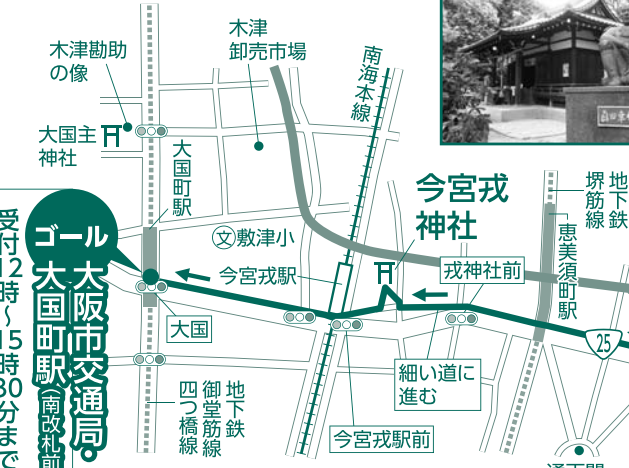 木津勘助
の像
木津
卸売市場
南海本線
大国主
神社
大国町駅
今宮戎
神社
地下鉄
堺筋線
恵美須町駅
ゴール
大阪市交通局・
大国町駅(南改札前
受付12時〜15時30分まで
文敷津小
今宮戎駅
戎神社前
大国
25
細い道に
進む
地下鉄
御堂筋線
四つ橋線
今宮戎駅前